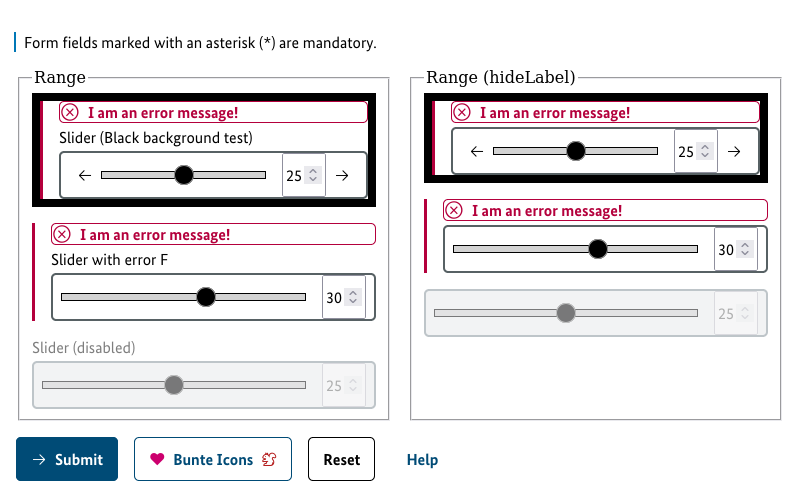 Form fields marked with an asterisk (*) are mandatory.
Range
I am an error message!
Slider (Black background test)
25
I am an error message!
Slider with error F
30
Slider (disabled)
25
Range (hideLabel)
I am an error message!
25
I am an error message!
30
25
Submit
Bunte Icons
Reset
Help